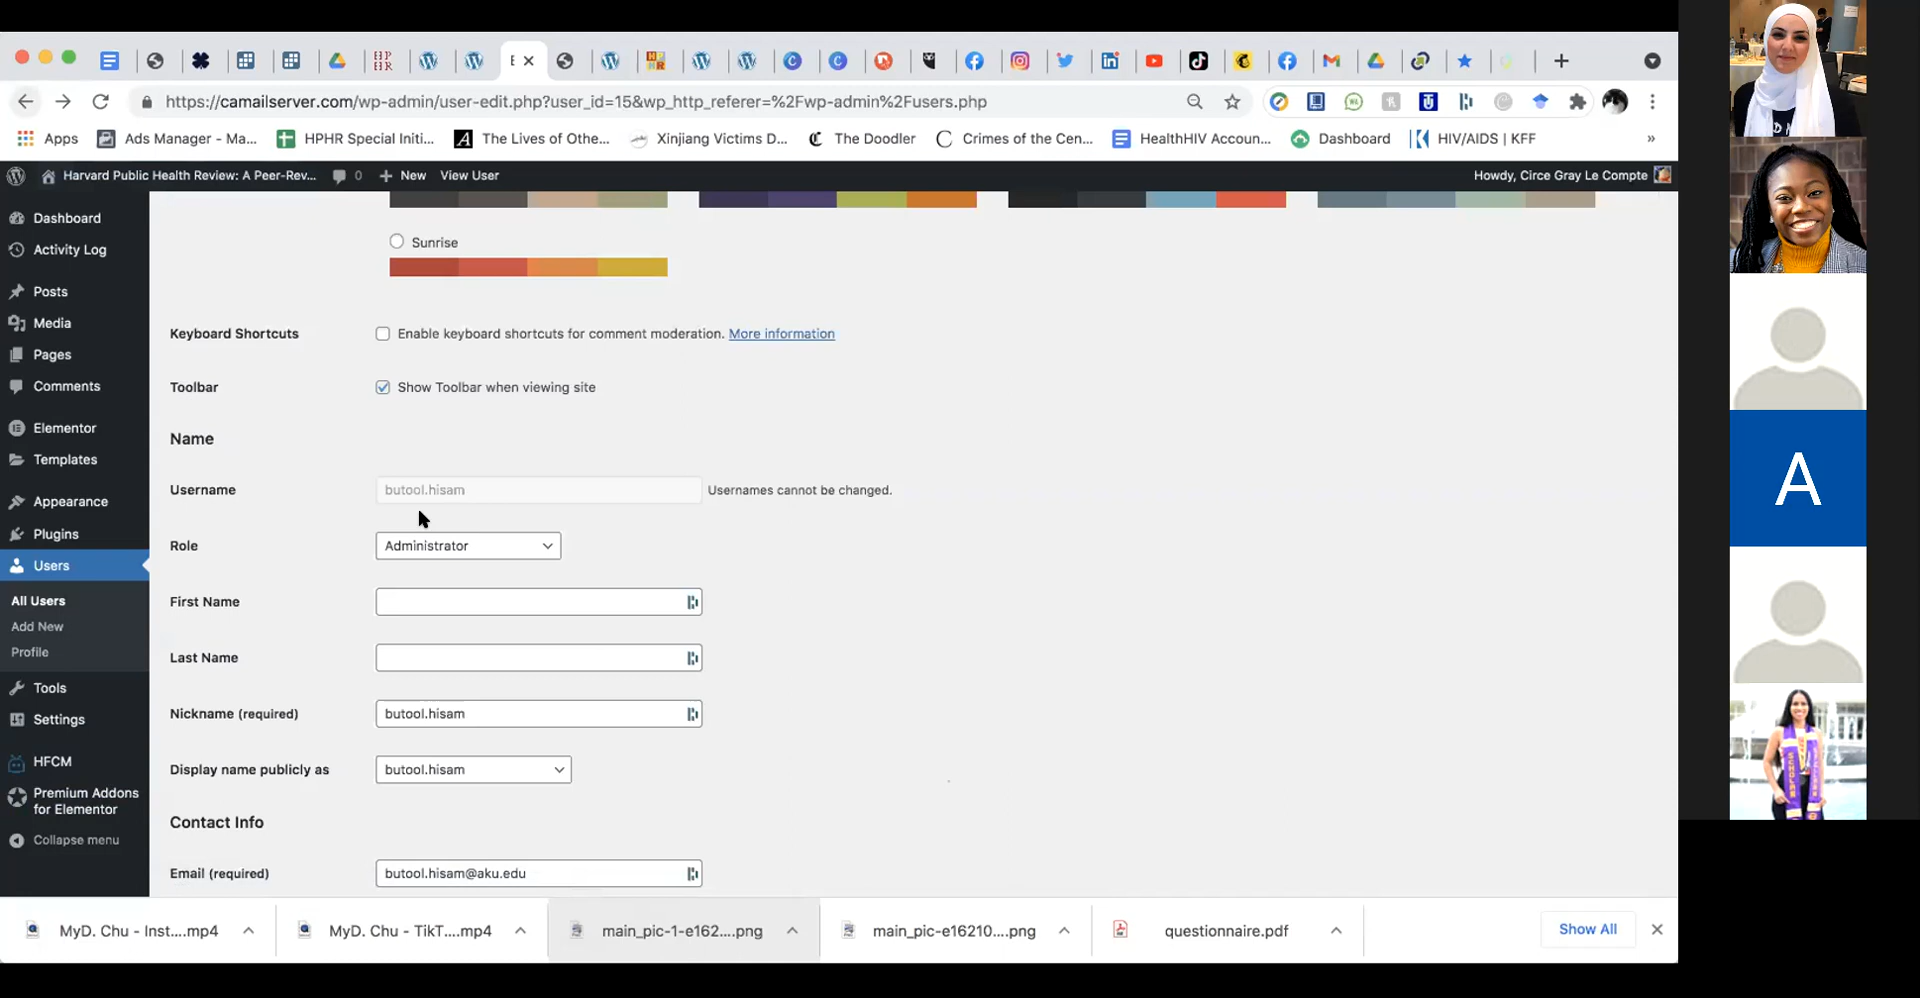 E
https://camailserver.com/wp-admin/user-edit.php?user_id=15&wp_http_referer=%2Fwp-admin%2Fusers.php
Apps
Ads Manager - Ma...
HPHR Special Initi...
The Lives of Othe...
Xinjiang Victims D...
The Doodler
Crimes of the Cen...
HealthHIV Accoun...
Dashboard
HIV/AIDS | KFF
»
Harvard Public Health Review: A Peer-Rev...
0
New
View User
Howdy, Circe Gray Le Compte
Dashboard
Activity Log
Posts
Media
Pages
Comments
Elementor
Templates
Appearance
Plugins
Users
All Users
Add New
Profile
Tools
Settings
HFCM
Premium Addons
for Elementor
Collapse menu
Sunrise
Keyboard Shortcuts
Enable keyboard shortcuts for comment moderation. More information
Toolbar
Show Toolbar when viewing site
Name
Username
butool.hisam
Usernames cannot be changed.
Role
Administrator
First Name
Last Name
Nickname (required)
butool.hisam
Display name publicly as
butool.hisam
Contact Info
Email (required)
butool.hisam@aku.edu
MyD. Chu - Inst....mp4
MyD. Chu - TikT....mp4
main_pic-1-e162....png
main_pic-e16210....png
questionnaire.pdf
Show All
A